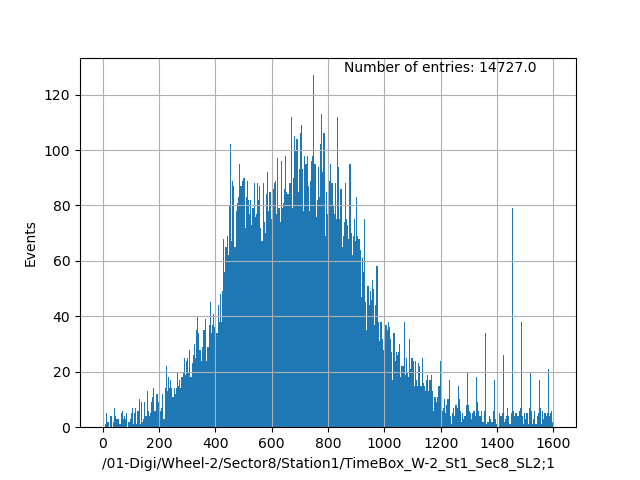 Number of entries: 14727.0
Events
120
100
80
60
40
20
0
0 200 400 600 800 1000 1200 1400 1600
/01-Digi/Wheel-2/Sector8/Station1/TimeBox_W-2_St1_Sec8_SL2;1